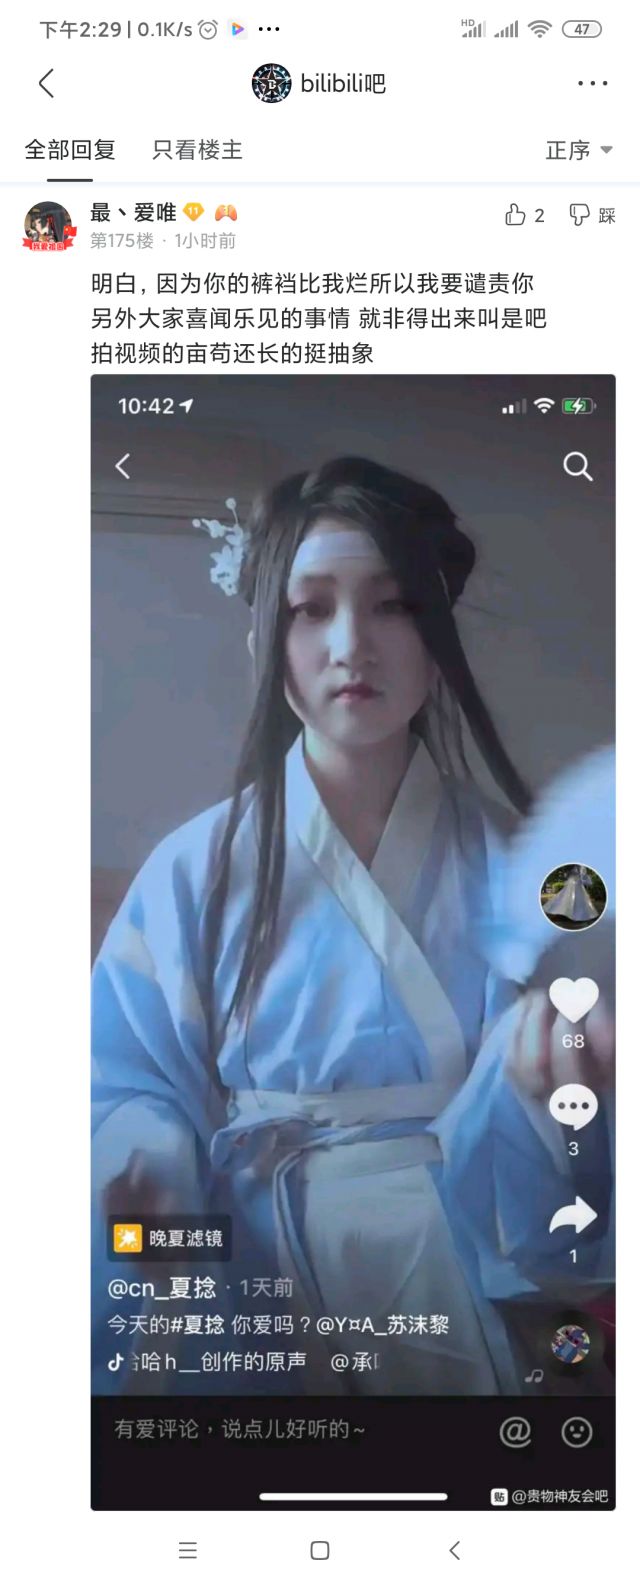 下午2:29 | 0.1K/s
HD
47
bilibili吧
全部回复 只看楼主 正序
最丶爱唯 11
我爱祖国
2 踩
第175楼 · 1小时前
明白，因为你的裤裆比我烂所以我要谴责你
另外大家喜闻乐见的事情 就非得出来叫是吧
拍视频的亩苟还长的挺抽象
10:42
68
3
1
晚夏滤镜
@cn_夏捻 · 1天前
今天的#夏捻 你爱吗？@Y¤A_苏沫黎
哈h__创作的原声 @承
有爱评论，说点儿好听的~
贴 @贵物神友会吧